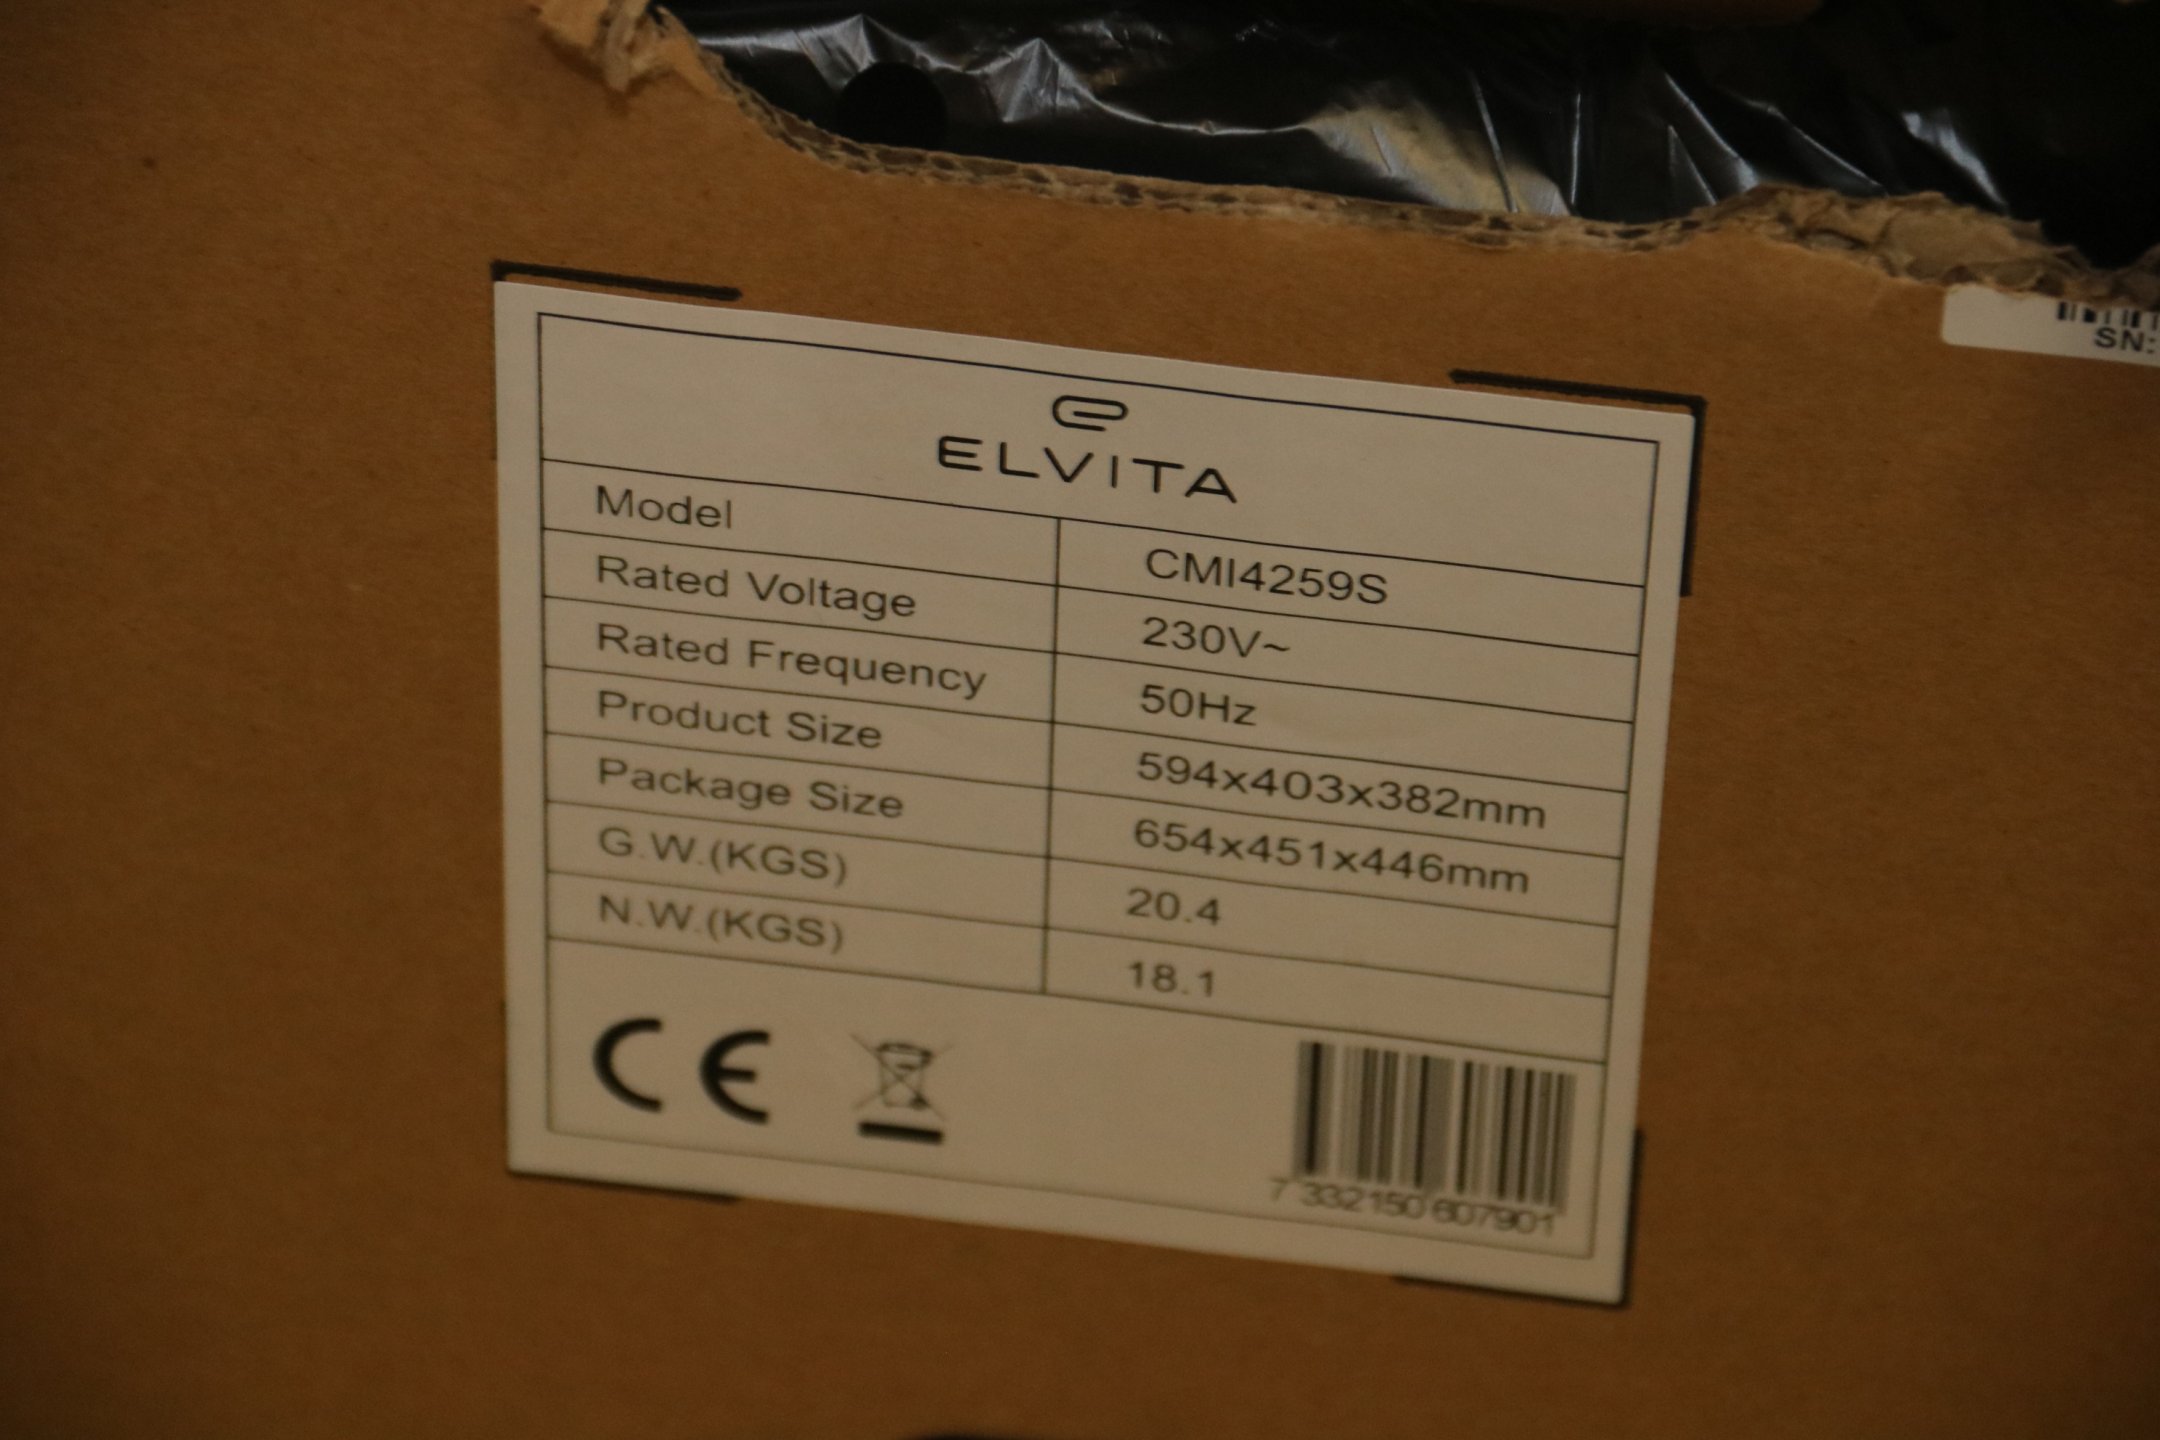 SN:
ELVITA
Model CMI4259S
Rated Voltage 230V~
Rated Frequency 50Hz
Product Size 594x403x382mm
Package Size 654x451x446mm
G.W.(KGS) 20.4
N.W.(KGS) 18.1
CE
7 332150 607901